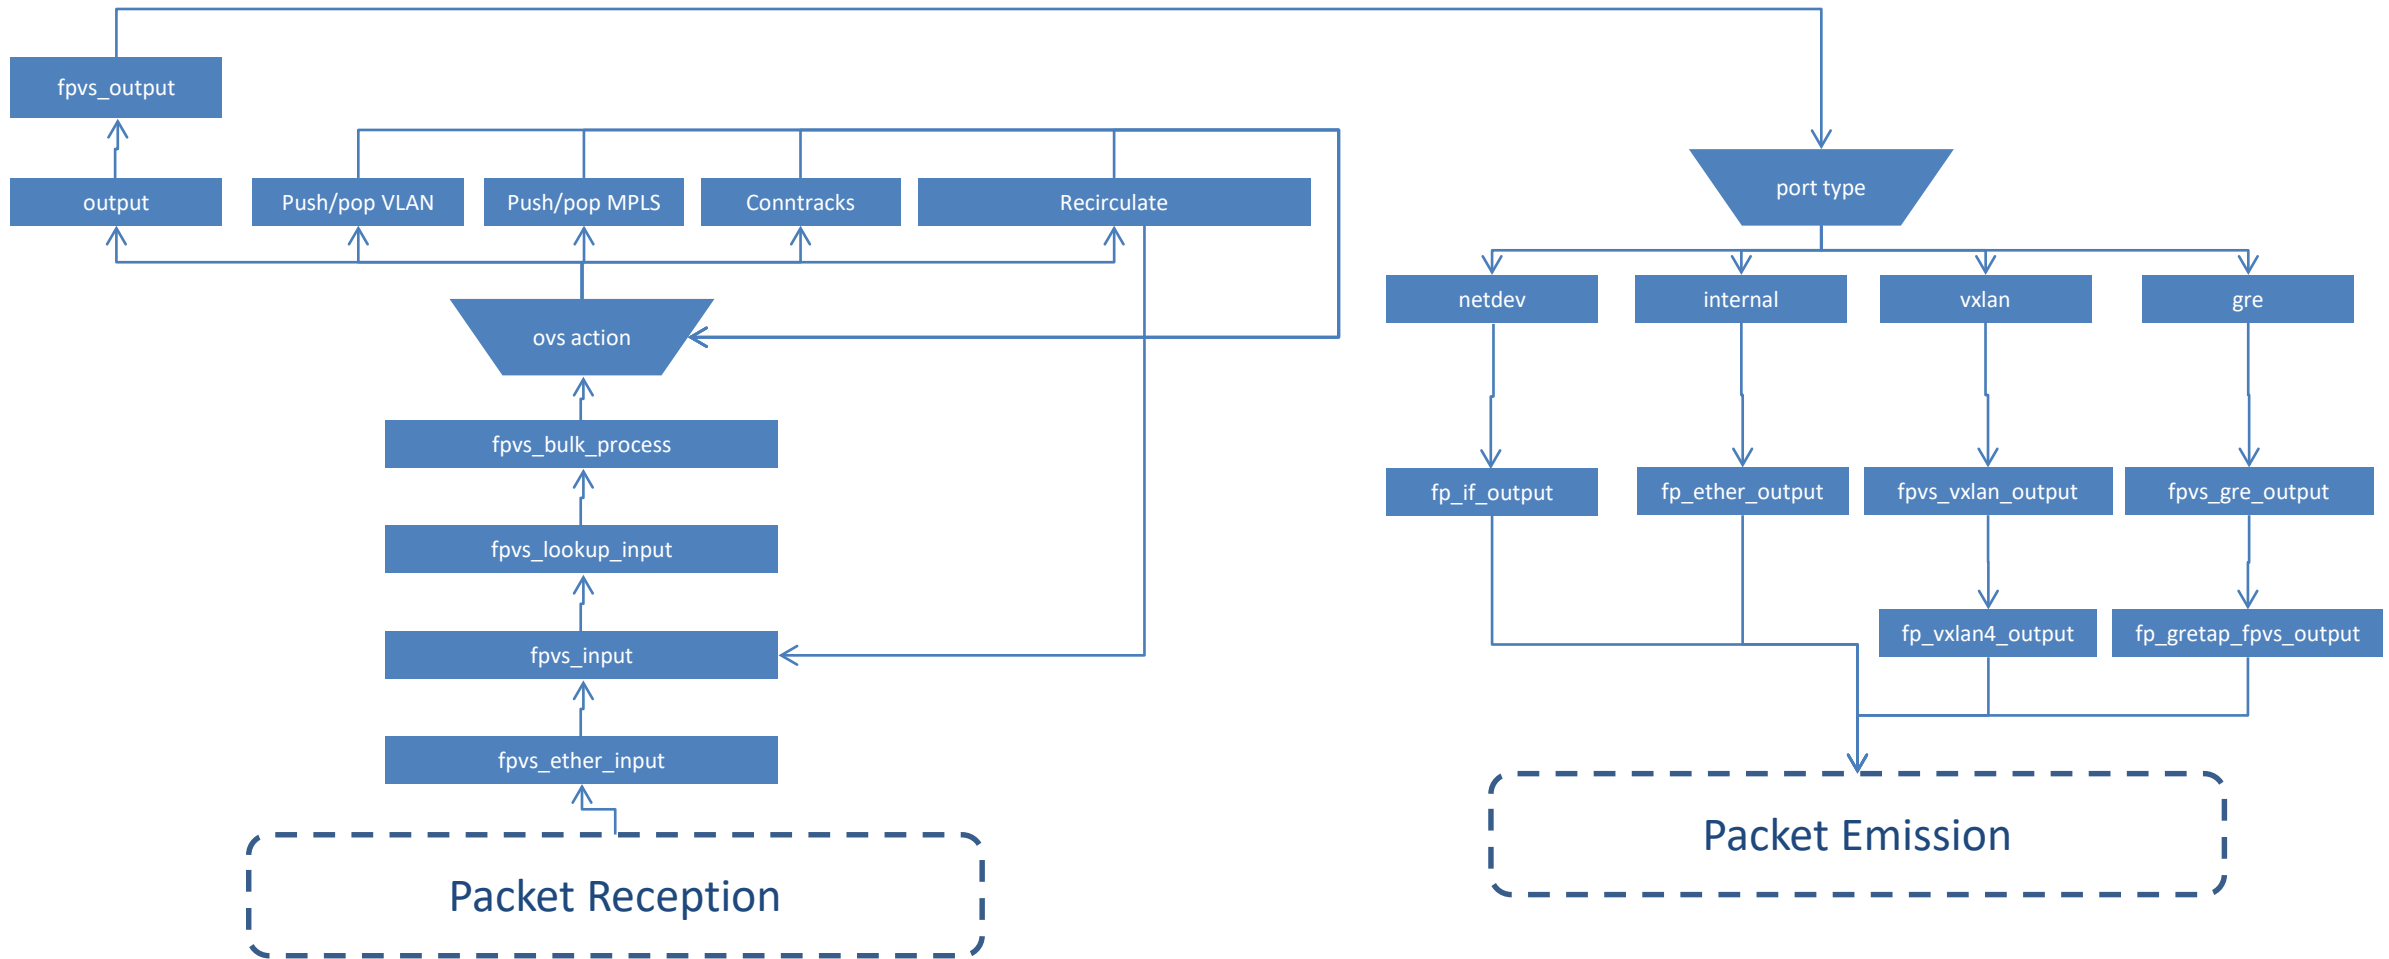 fpvs_output
output
Push/pop VLAN
Push/pop MPLS
Conntracks
Recirculate
ovs action
fpvs_bulk_process
fpvs_lookup_input
fpvs_input
fpvs_ether_input
Packet Reception
port type
netdev
internal
vxlan
gre
fp_if_output
fp_ether_output
fpvs_vxlan_output
fpvs_gre_output
fp_vxlan4_output
fp_gretap_fpvs_output
Packet Emission